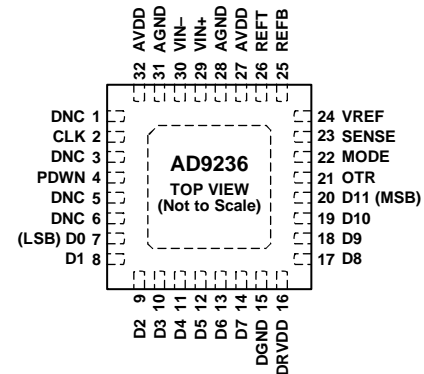 32 AVDD
31 AGND
30 VIN–
29 VIN+
28 AGND
27 AVDD
26 REFT
25 REFB
DNC 1
CLK 2
DNC 3
PDWN 4
DNC 5
DNC 6
(LSB) D0 7
D1 8
AD9236
TOP VIEW
(Not to Scale)
24 VREF
23 SENSE
22 MODE
21 OTR
20 D11 (MSB)
19 D10
18 D9
17 D8
D2 9
D3 10
D4 11
D5 12
D6 13
D7 14
DGND 15
DRVDD 16